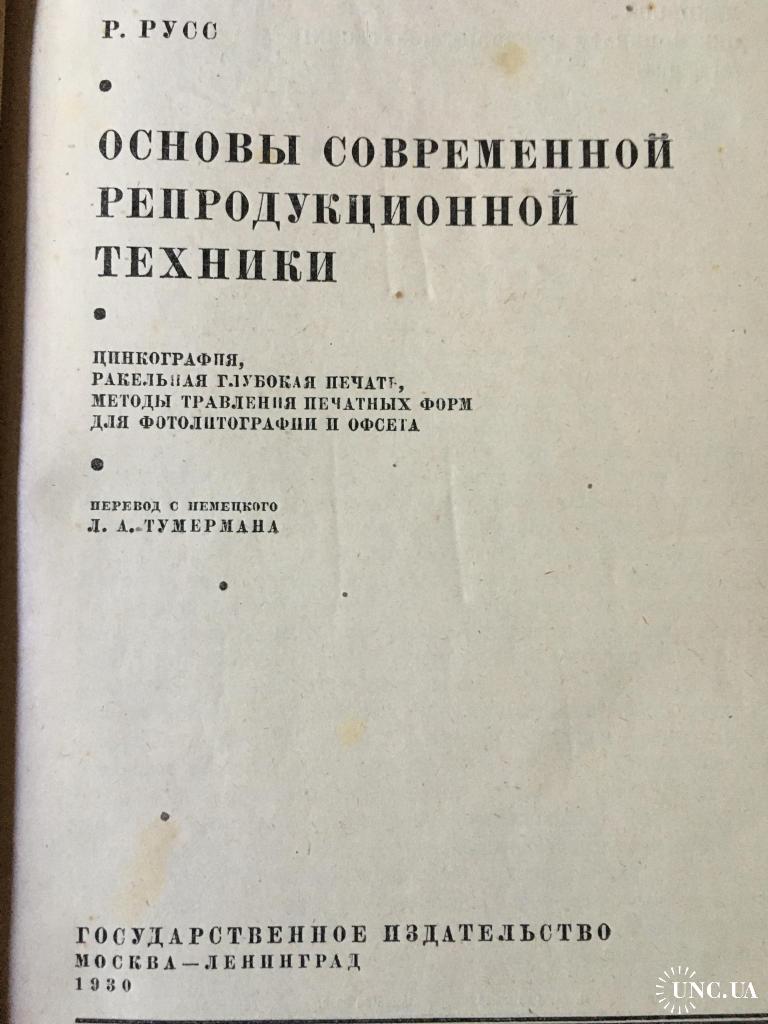 Р. РУСС
ОСНОВЫ СОВРЕМЕННОЙ
РЕПРОДУКЦИОННОЙ
ТЕХНИКИ
ЦИНКОГРАФИЯ,
РАКЕЛЬНАЯ ГЛУБОКАЯ ПЕЧАТЬ,
МЕТОДЫ ТРАВЛЕНИЯ ПЕЧАТНЫХ ФОРМ
ДЛЯ ФОТОЛИТОГРАФИИ И ОФСЕТА
ПЕРЕВОД С НЕМЕЦКОГО
Л. А. ТУМЕРМАНА
ГОСУДАРСТВЕННОЕ ИЗДАТЕЛЬСТВО
МОСКВА — ЛЕНИНГРАД
1930
UNC.UA